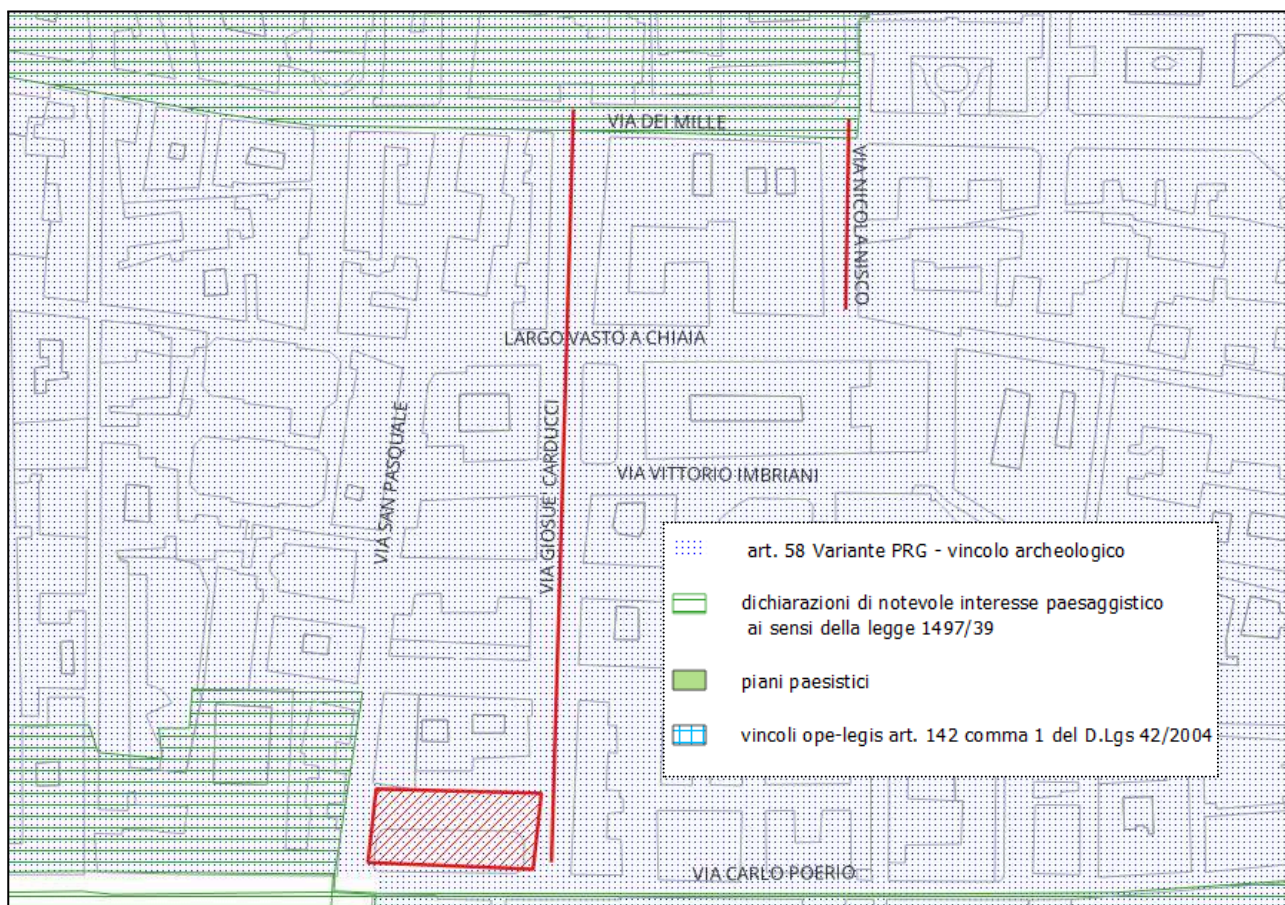 VIA DEI MILLE
VIA NICOLA NISCO
LARGO VASTO A CHIAIA
VIA SAN PASQUALE
VIA GIOSUE' CARDUCCI
VIA VITTORIO IMBRIANI
art. 58 Variante PRG - vincolo archeologico
dichiarazioni di notevole interesse paesaggistico
ai sensi della legge 1497/39
piani paesistici
vincoli ope-legis art. 142 comma 1 del D.Lgs 42/2004
VIA CARLO POERIO